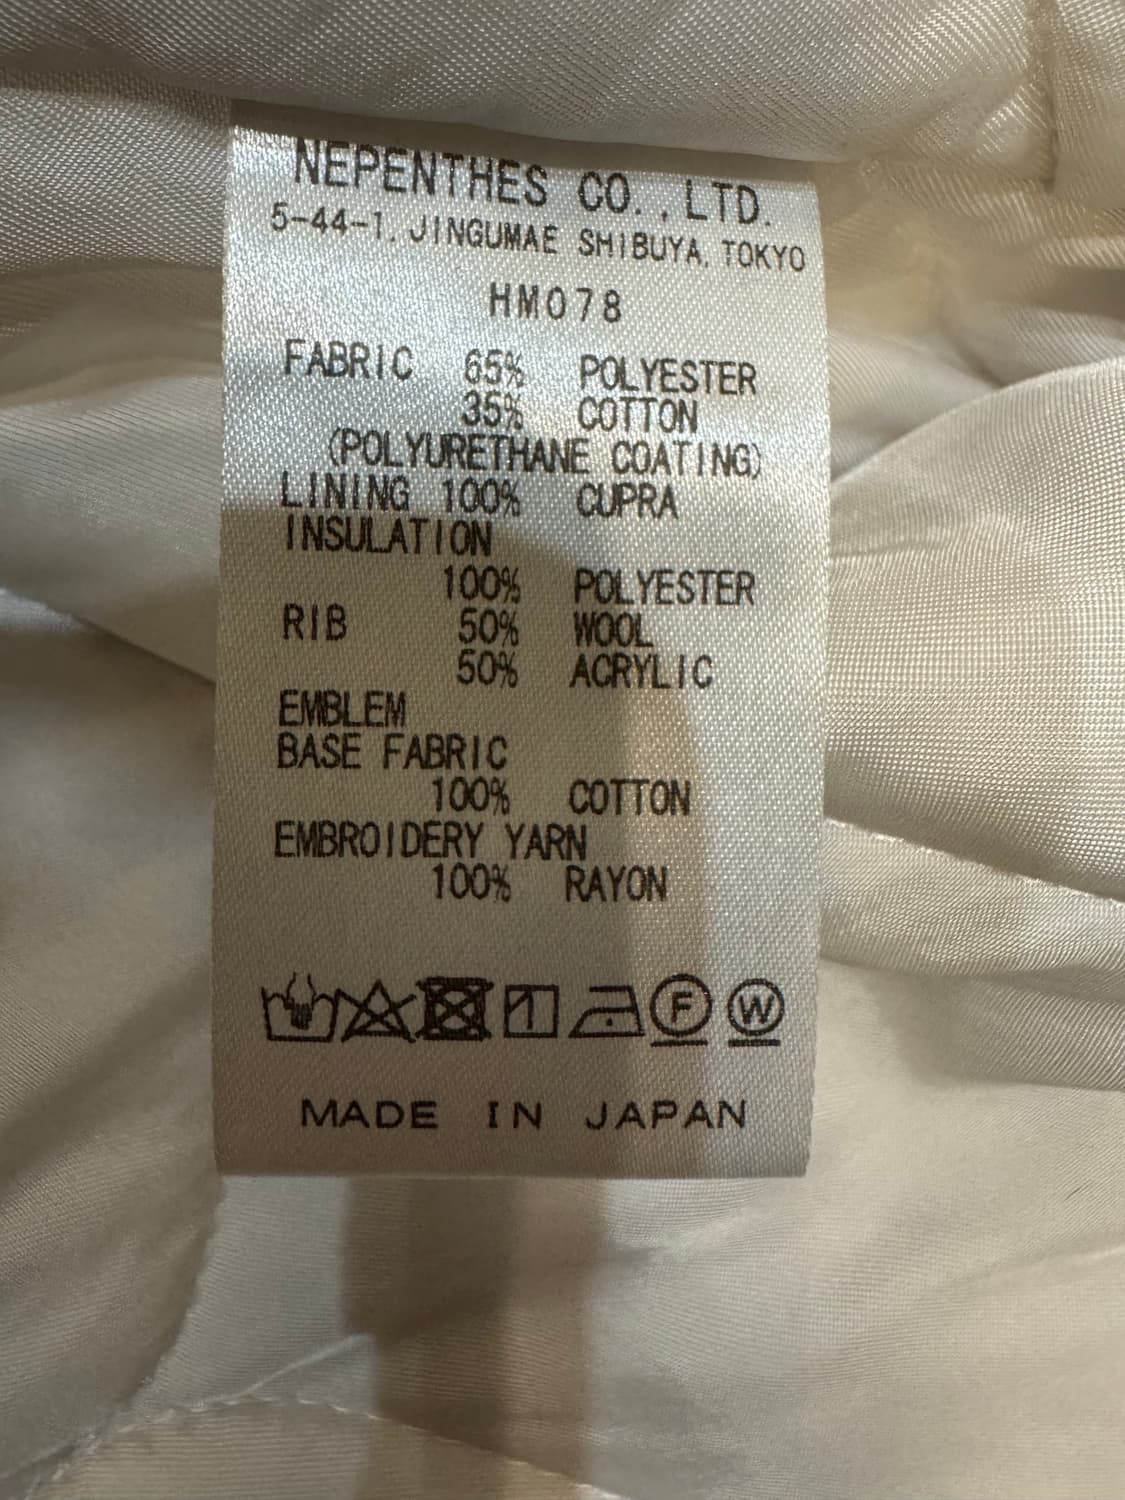 NEPENTHES CO.,LTD.
5-44-1, JINGUMAE SHIBUYA, TOKYO
HM078
FABRIC 65% POLYESTER
35% COTTON
(POLYURETHANE COATING)
LINING 100% CUPRA
INSULATION
100% POLYESTER
RIB 50% WOOL
50% ACRYLIC
EMBLEM
BASE FABRIC
100% COTTON
EMBROIDERY YARN
100% RAYON
F W
MADE IN JAPAN